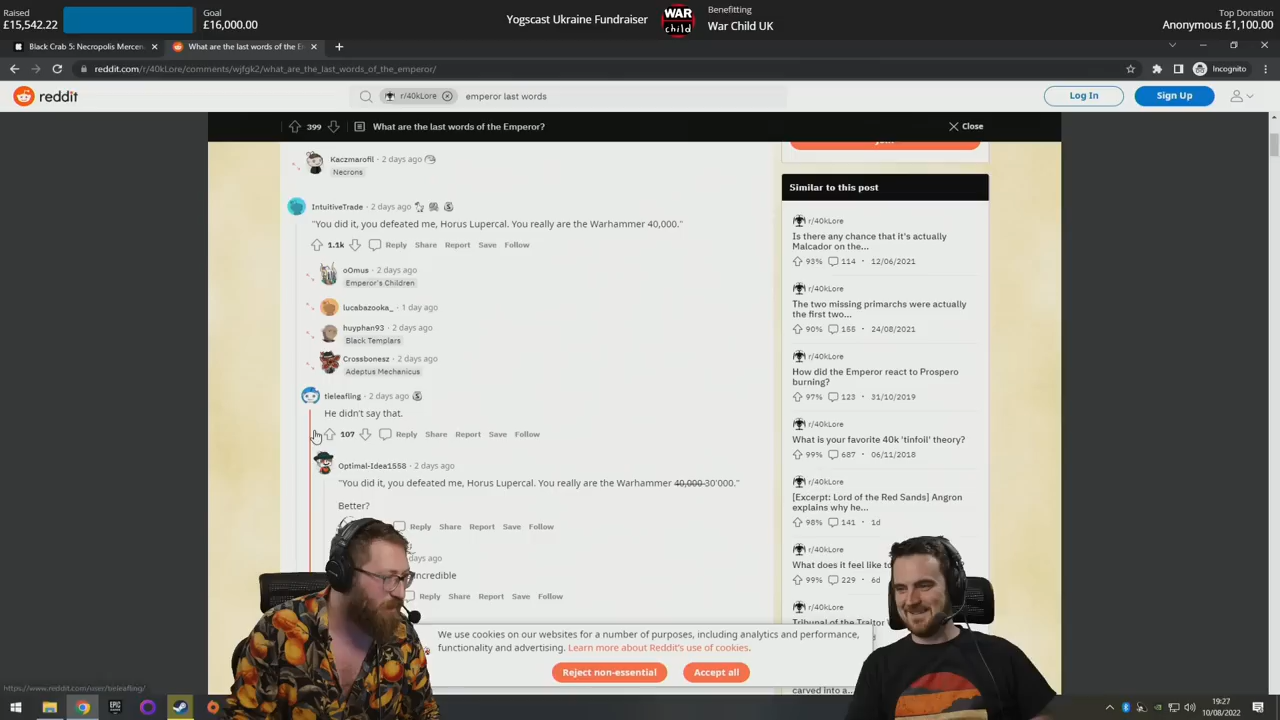 Raised
£15,542.22
Goal
£16,000.00
Yogscast Ukraine Fundraiser
WAR child
Benefitting
War Child UK
Top Donation
Anonymous £1,100.00
Black Crab 5: Necropolis Mercen
What are the last words of the E
reddit.com/r/40kLore/comments/wjfgk2/what_are_the_last_words_of_the_emperor/
Incognito
reddit
r/40kLore
emperor last words
Log In
Sign Up
399
What are the last words of the Emperor?
Close
Kaczmarofil · 2 days ago
Necrons
IntuitiveTrade · 2 days ago
"You did it, you defeated me, Horus Lupercal. You really are the Warhammer 40,000."
1.1k Reply Share Report Save Follow
oOmus · 2 days ago
Emperor's Children
lucabazooka_ · 1 day ago
huyphan93 · 2 days ago
Black Templars
Crossbonesz · 2 days ago
Adeptus Mechanicus
tieleafling · 2 days ago
He didn't say that.
107 Reply Share Report Save Follow
Optimal-Idea1558 · 2 days ago
"You did it, you defeated me, Horus Lupercal. You really are the Warhammer 40,000 30'000."
Better?
Reply Share Report Save Follow
days ago
incredible
Reply Share Report Save Follow
Similar to this post
r/40kLore
Is there any chance that it's actually
Malcador on the...
93% 114 · 12/06/2021
r/40kLore
The two missing primarchs were actually
the first two...
90% 155 · 24/08/2021
r/40kLore
How did the Emperor react to Prospero
burning?
97% 123 · 31/10/2019
r/40kLore
What is your favorite 40k 'tinfoil' theory?
99% 687 · 06/11/2018
r/40kLore
[Excerpt: Lord of the Red Sands] Angron
explains why he...
98% 141 · 1d
r/40kLore
What does it feel like to
99% 229 · 6d
r/40kLore
Tribunal of the Traitor
carved into a...
We use cookies on our websites for a number of purposes, including analytics and performance,
functionality and advertising. Learn more about Reddit's use of cookies.
Reject non-essential
Accept all
https://www.reddit.com/user/tieleafling/
EPIC
19:27
10/08/2022